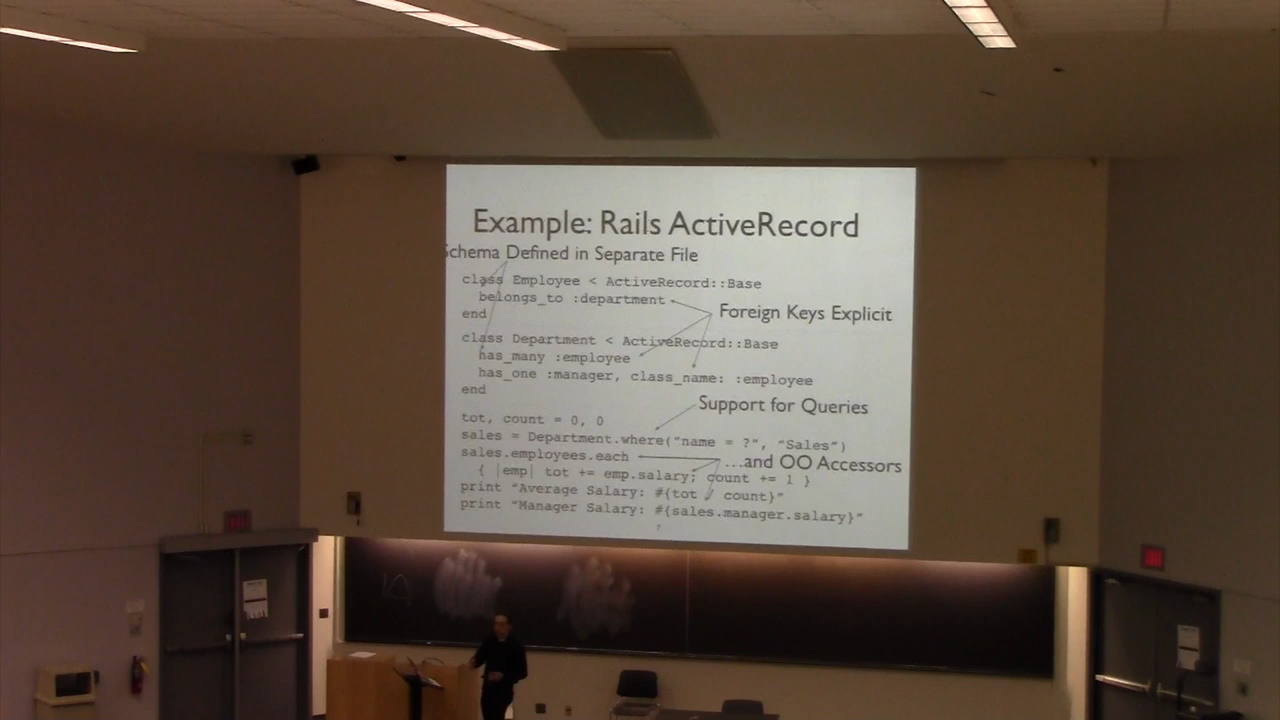 Example: Rails ActiveRecord
Schema Defined in Separate File
class Employee < ActiveRecord::Base
belongs_to :department
end
Foreign Keys Explicit
class Department < ActiveRecord::Base
has_many :employee
has_one :manager, class_name: :employee
end
Support for Queries
tot, count = 0, 0
sales = Department.where("name = ?", "Sales")
sales.employees.each
...and OO Accessors
{ |emp| tot += emp.salary; count += 1 }
print "Average Salary: #{tot / count}"
print "Manager Salary: #{sales.manager.salary}"